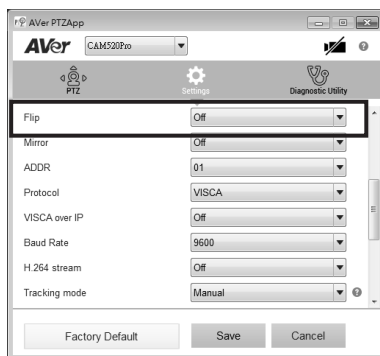 AVer PTZApp
AVer CAM520Pro
PTZ Settings Diagnostic Utility
Flip Off
Mirror Off
ADDR 01
Protocol VISCA
VISCA over IP Off
Baud Rate 9600
H.264 stream Off
Tracking mode Manual
Factory Default Save Cancel